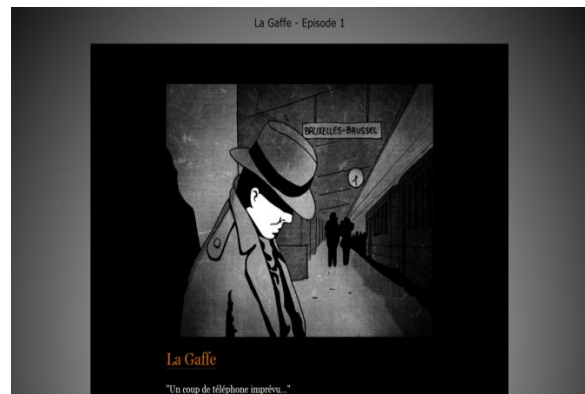 La Gaffe - Episode 1
BRUXELLES-BRUSSEL
La Gaffe
"Un coup de téléphone imprévu..."